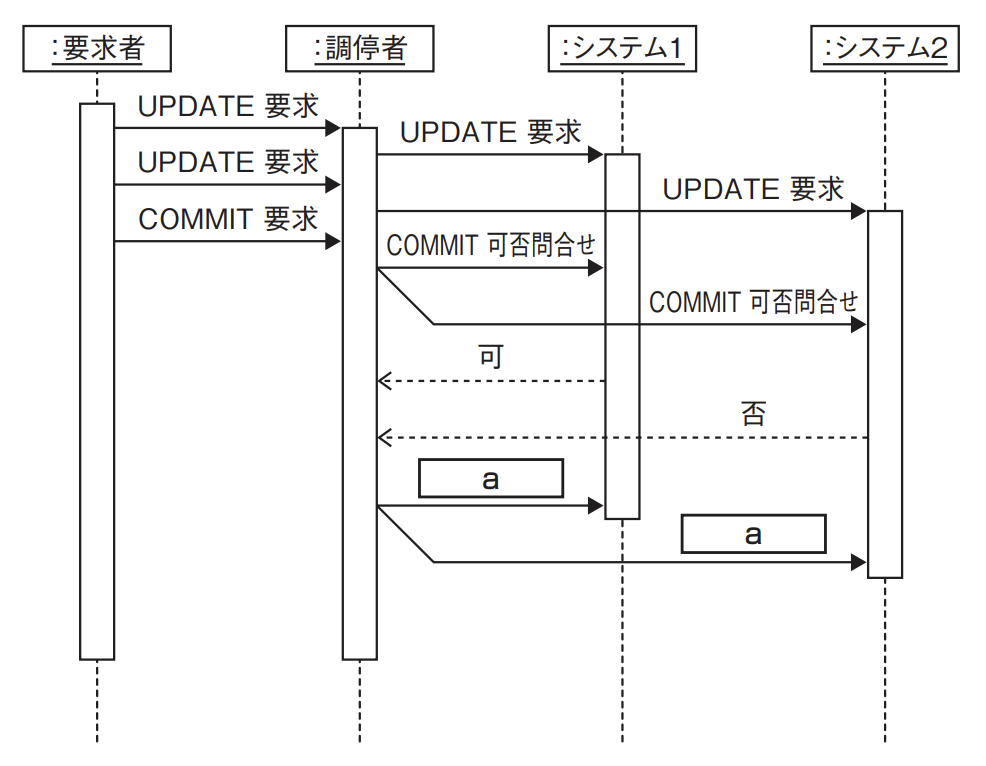 :要求者
:調停者
:システム1
:システム2
UPDATE 要求
UPDATE 要求
UPDATE 要求
UPDATE 要求
COMMIT 要求
COMMIT 可否問合せ
COMMIT 可否問合せ
可
否
a
a